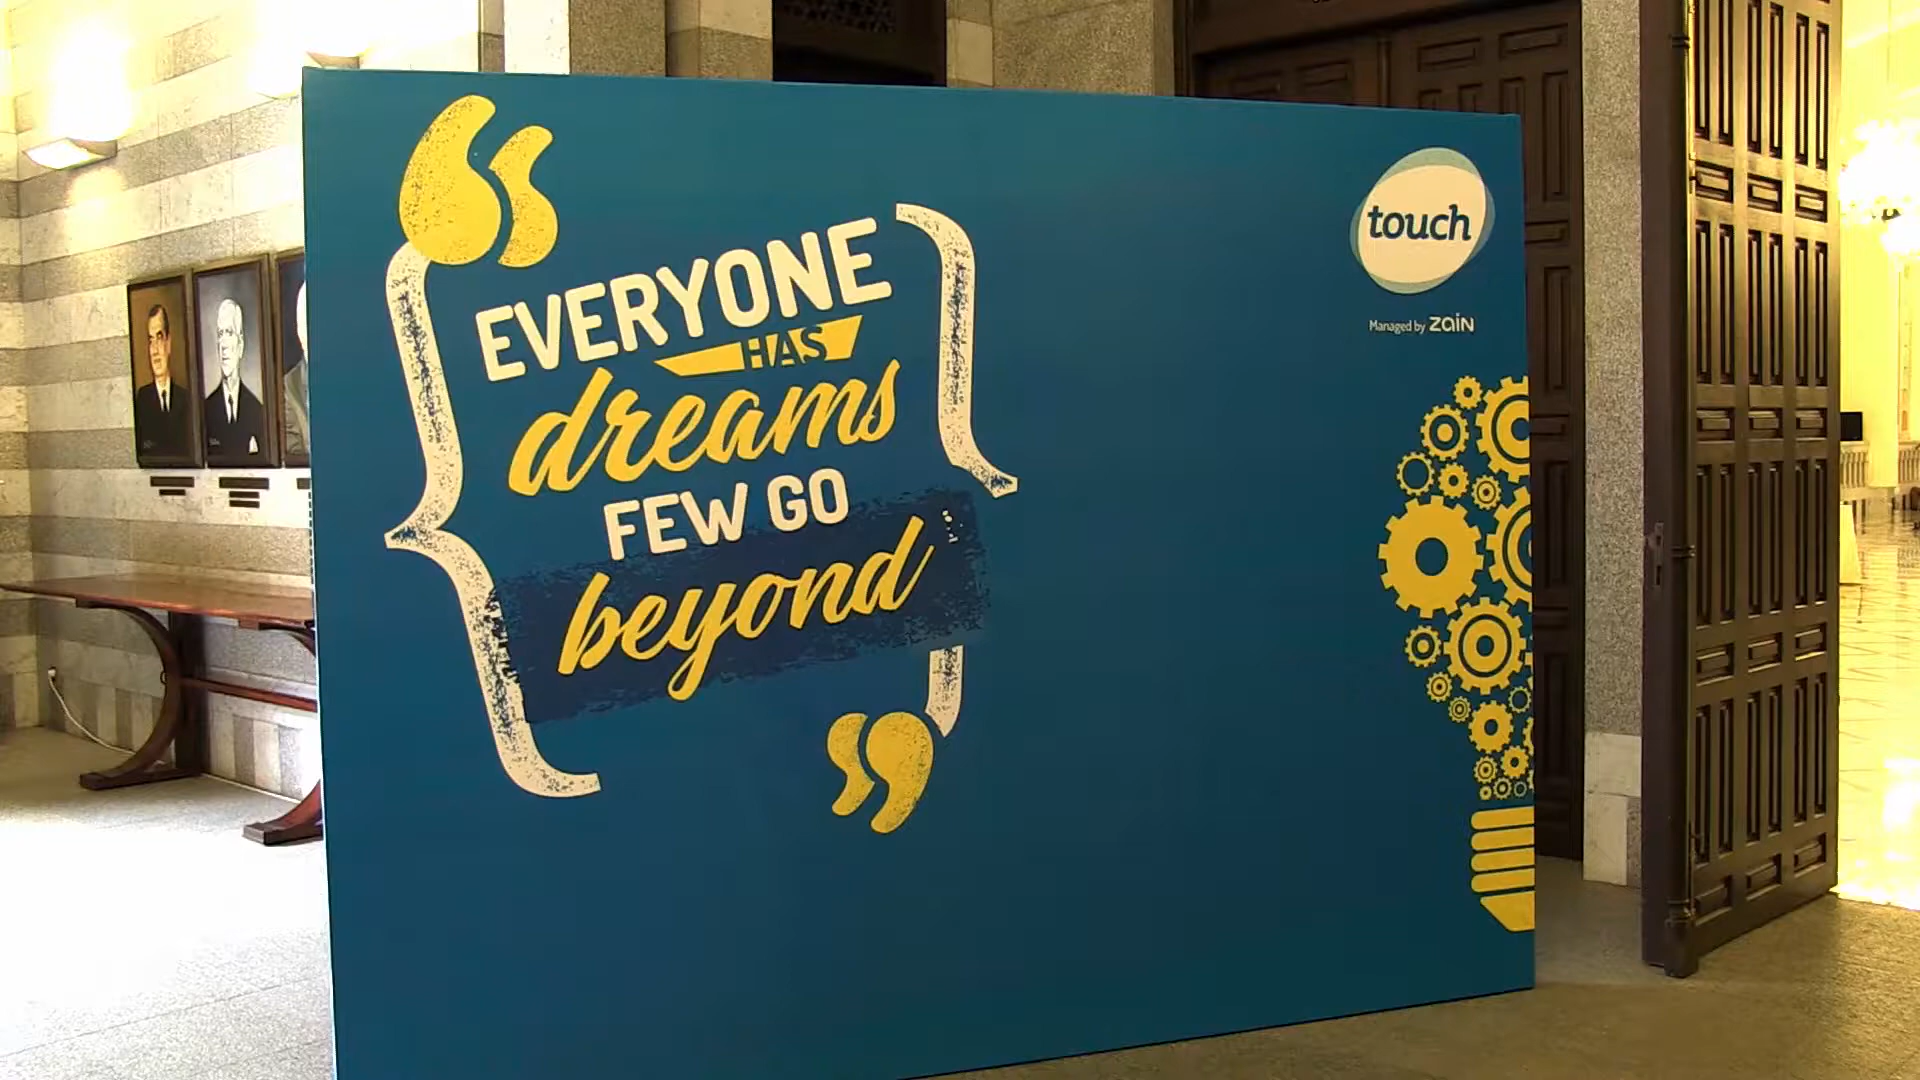 EVERYONE
HAS
dreams
FEW GO
beyond
touch
Managed by zain